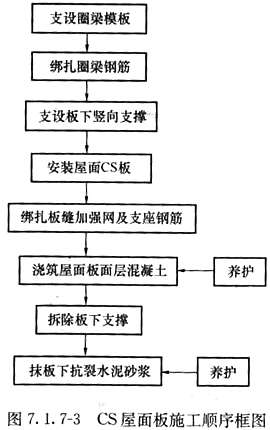 支设圈梁模板
绑扎圈梁钢筋
支设板下竖向支撑
安装屋面CS板
绑扎板缝加强网及支座钢筋
浇筑屋面板面层混凝土
养护
拆除板下支撑
抹板下抗裂水泥砂浆
养护
图 7.1.7-3 CS屋面板施工顺序框图